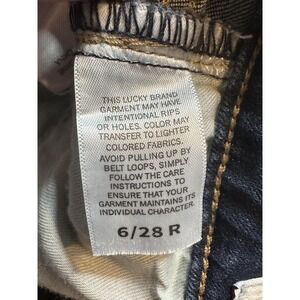 THIS LUCKY BRAND
GARMENT MAY HAVE
INTENTIONAL RIPS
OR HOLES. COLOR MAY
TRANSFER TO LIGHTER
COLORED FABRICS.
AVOID PULLING UP BY
BELT LOOPS, SIMPLY
FOLLOW THE CARE
INSTRUCTIONS TO
ENSURE THAT YOUR
GARMENT MAINTAINS ITS
INDIVIDUAL CHARACTER.
6/28 R